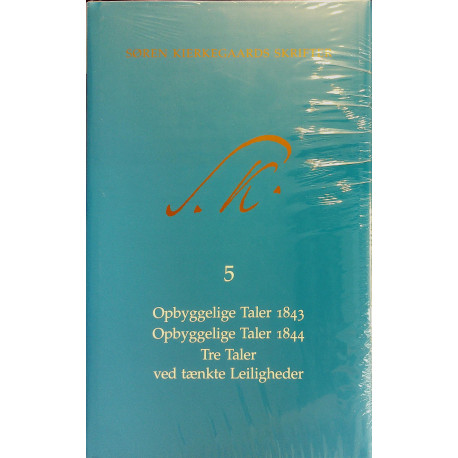 SØREN KIERKEGAARDS SKRIFTER
S. K.
5
Opbyggelige Taler 1843
Opbyggelige Taler 1844
Tre Taler
ved tænkte Leiligheder